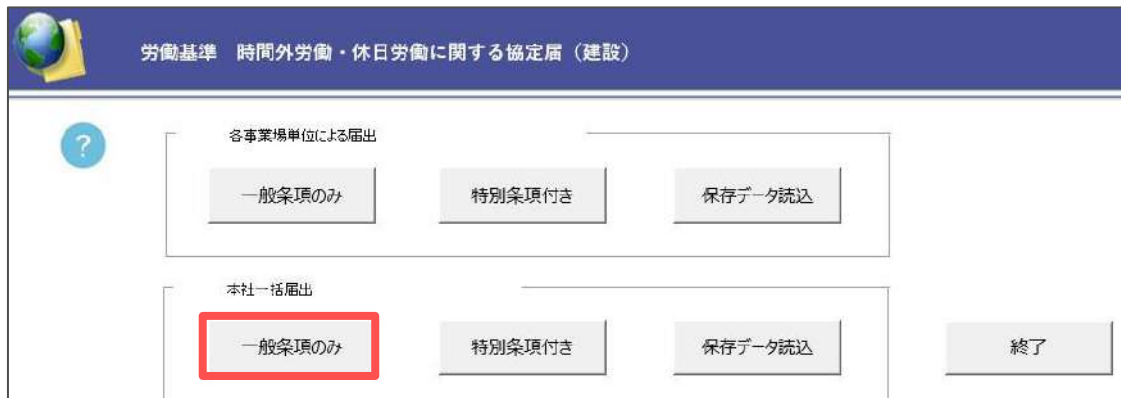 労働基準　時間外労働・休日労働に関する協定届（建設）
?
各事業場単位による届出
一般条項のみ
特別条項付き
保存データ読込
本社一括届出
一般条項のみ
特別条項付き
保存データ読込
終了